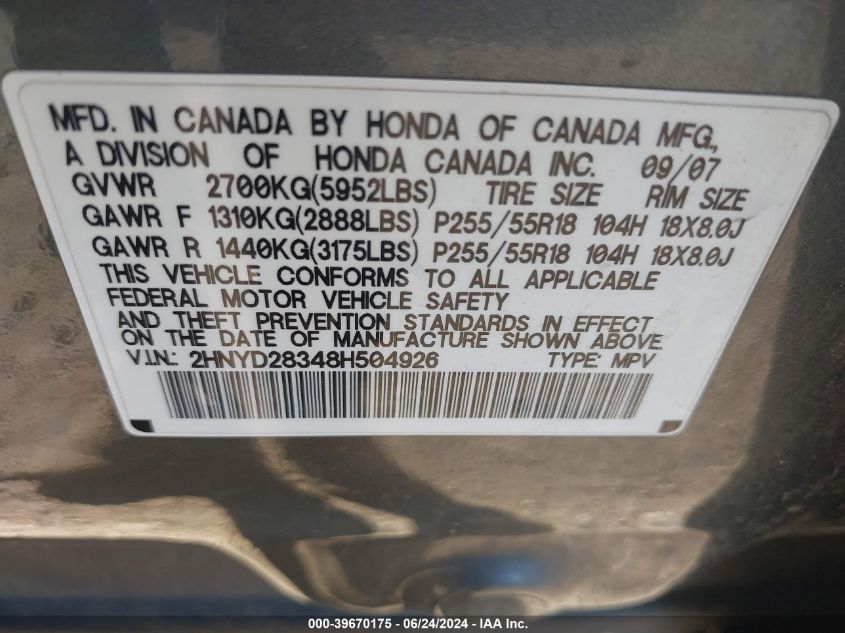 MFD. IN CANADA BY HONDA OF CANADA MFG.,
A DIVISION OF HONDA CANADA INC. 09/07
GVWR 2700KG(5952LBS) TIRE SIZE RIM SIZE
GAWR F 1310KG(2888LBS) P255/55R18 104H 18X8.0J
GAWR R 1440KG(3175LBS) P255/55R18 104H 18X8.0J
THIS VEHICLE CONFORMS TO ALL APPLICABLE
FEDERAL MOTOR VEHICLE SAFETY
AND THEFT PREVENTION STANDARDS IN EFFECT
ON THE DATE OF MANUFACTURE SHOWN ABOVE.
V.I.N.: 2HNYD28348H504926 TYPE: MPV
000-39670175 - 06/24/2024 - IAA Inc.